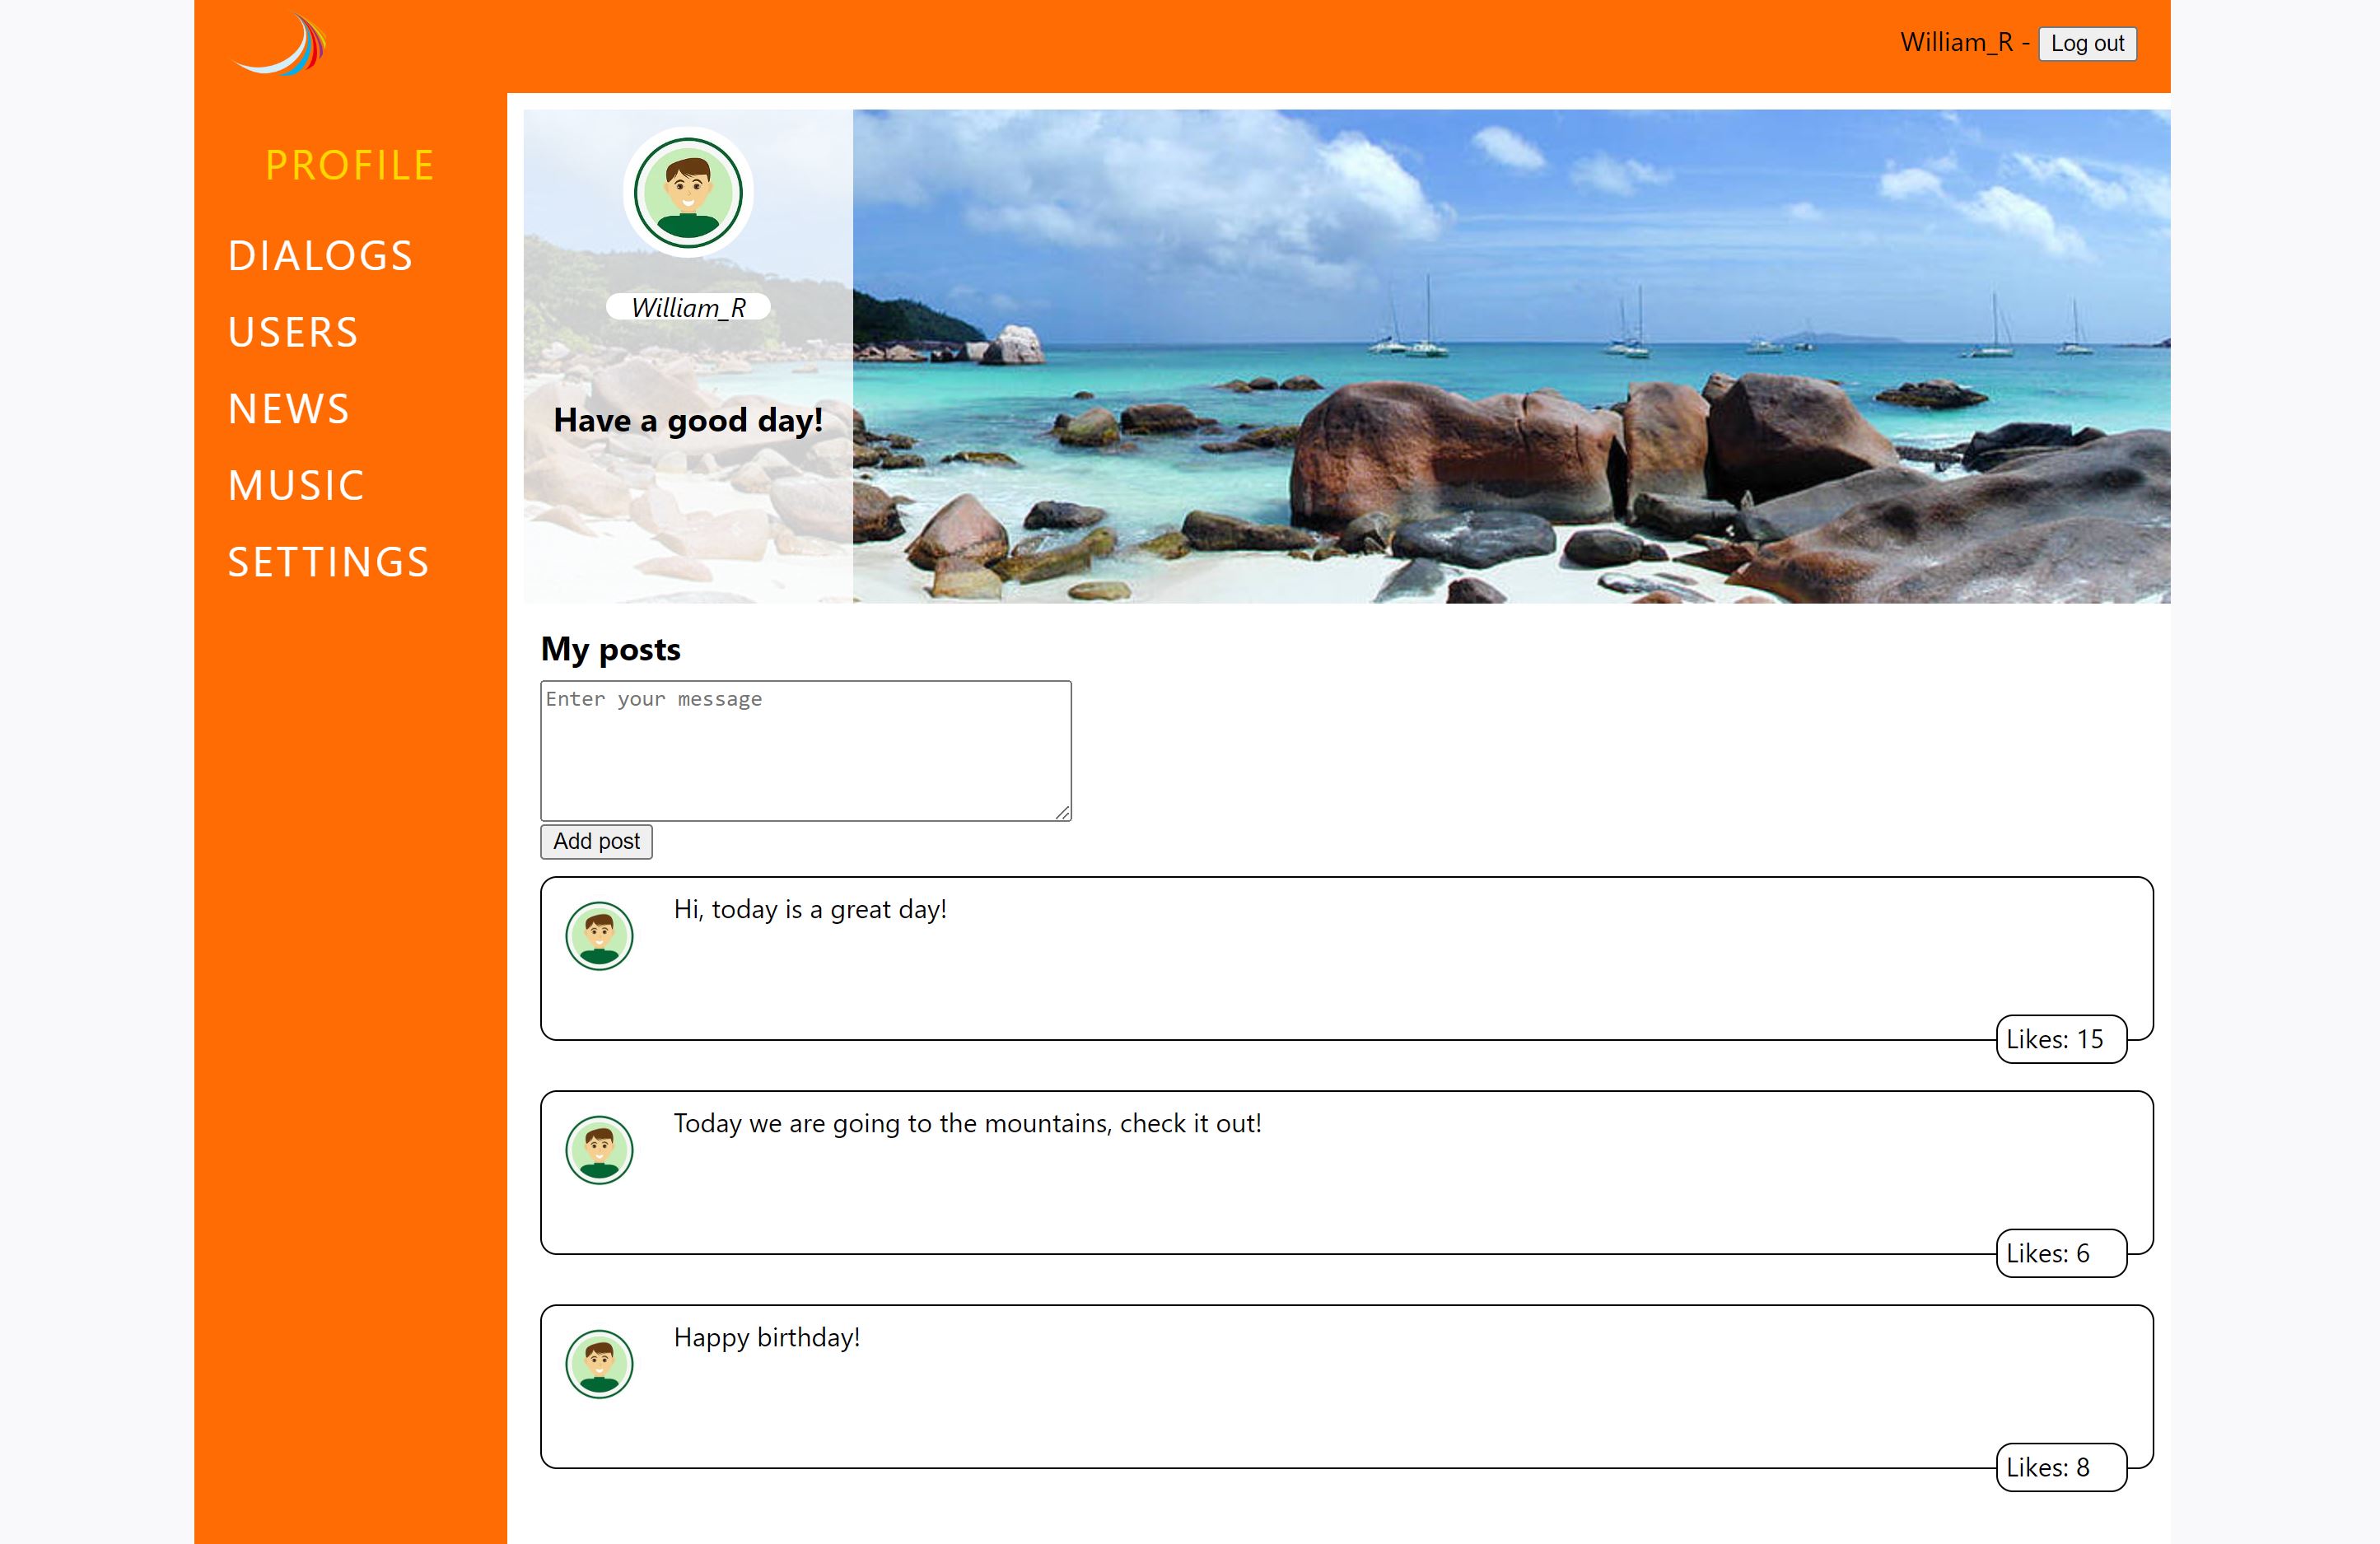 William_R - Log out
PROFILE
DIALOGS
USERS
NEWS
MUSIC
SETTINGS
William_R
Have a good day!
My posts
Enter your message
Add post
Hi, today is a great day!
Likes: 15
Today we are going to the mountains, check it out!
Likes: 6
Happy birthday!
Likes: 8